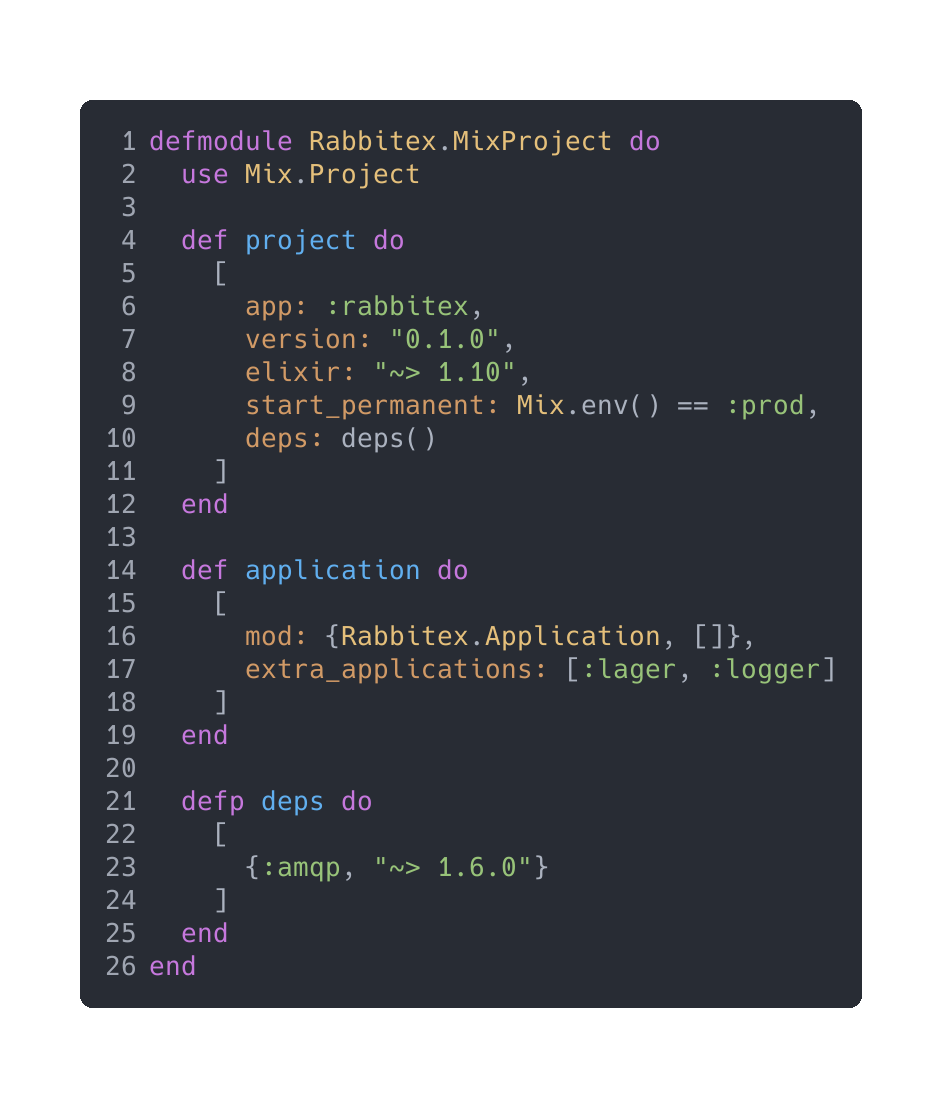 1 defmodule Rabbitex.MixProject do
2   use Mix.Project
3
4   def project do
5     [
6       app: :rabbitex,
7       version: "0.1.0",
8       elixir: "~> 1.10",
9       start_permanent: Mix.env() == :prod,
10       deps: deps()
11     ]
12   end
13
14   def application do
15     [
16       mod: {Rabbitex.Application, []},
17       extra_applications: [:lager, :logger]
18     ]
19   end
20
21   defp deps do
22     [
23       {:amqp, "~> 1.6.0"}
24     ]
25   end
26 end